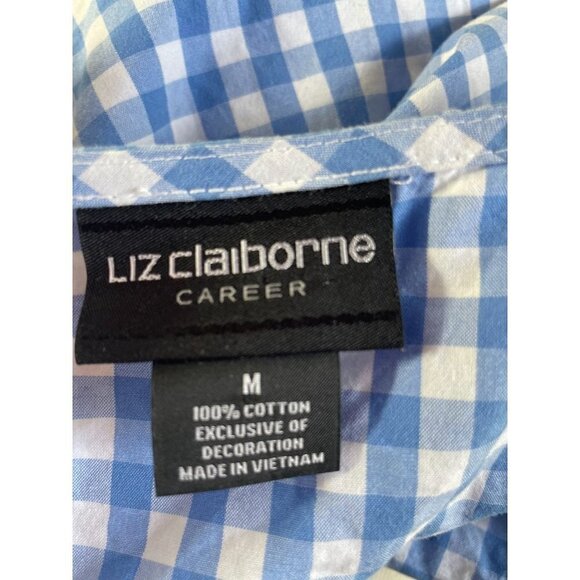 Liz claiborne
CAREER
M
100% COTTON
EXCLUSIVE OF
DECORATION
MADE IN VIETNAM